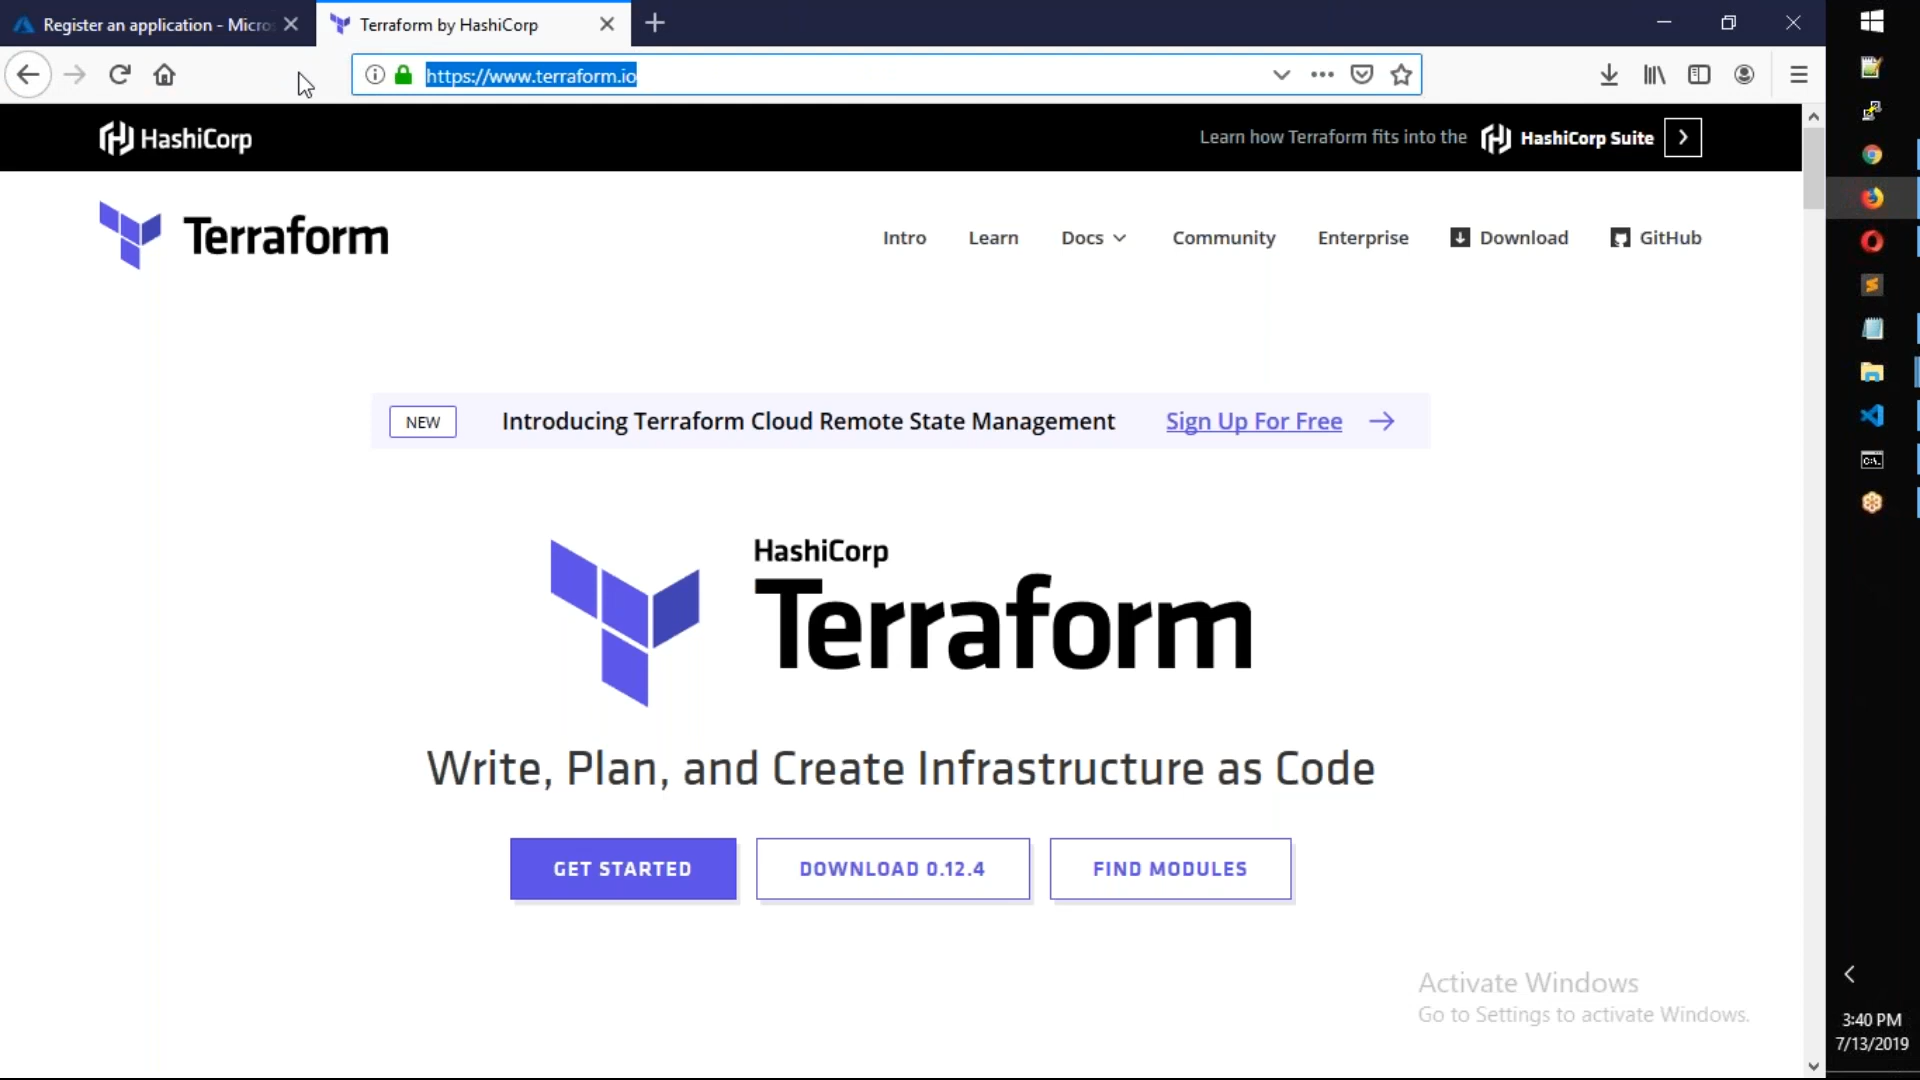 Register an application - Micros
Terraform by HashiCorp
https://www.terraform.io
HashiCorp
Learn how Terraform fits into the
HashiCorp Suite
Terraform
Intro
Learn
Docs
Community
Enterprise
Download
GitHub
NEW
Introducing Terraform Cloud Remote State Management
Sign Up For Free
HashiCorp
Terraform
Write, Plan, and Create Infrastructure as Code
GET STARTED
DOWNLOAD 0.12.4
FIND MODULES
Activate Windows
Go to Settings to activate Windows.
3:40 PM
7/13/2019